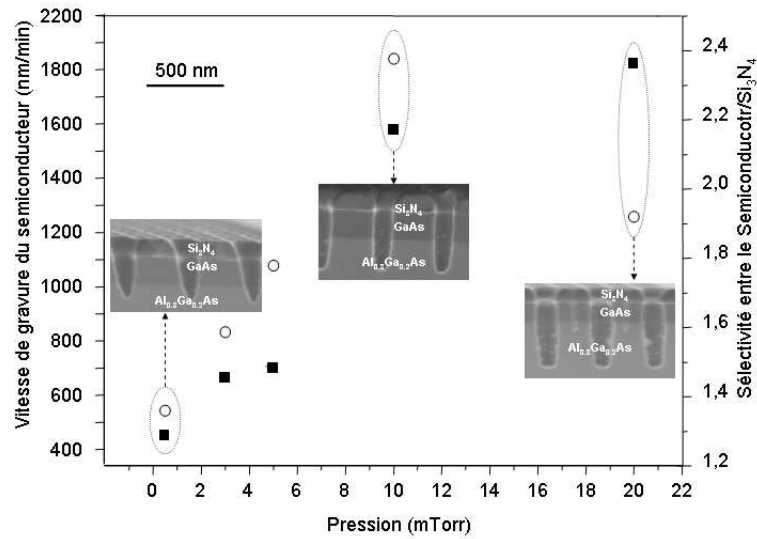 2200
2000
1800
1600
1400
1200
1000
800
600
400
Vitesse de gravure du semiconducteur (nm/min)
500 nm
Si₃N₄
GaAs
Al₀.₈Ga₀.₂As
Si₃N₄
GaAs
Al₀.₈Ga₀.₂As
Si₃N₄
GaAs
Al₀.₈Ga₀.₂As
2,4
2,2
2,0
1,8
1,6
1,4
1,2
Sélectivité entre le Semiconducotr/Si₃N₄
0 2 4 6 8 10 12 14 16 18 20 22
Pression (mTorr)